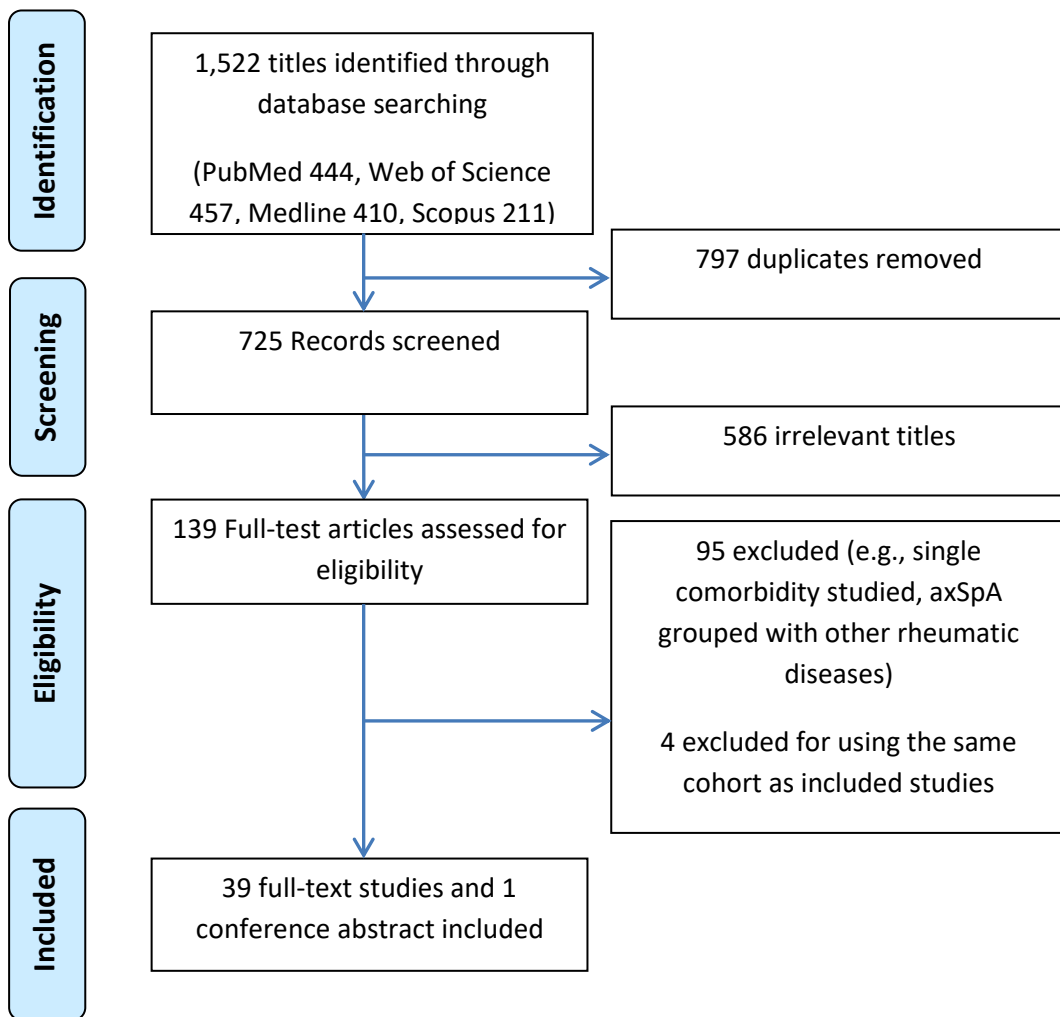 Identification
1,522 titles identified through
database searching
(PubMed 444, Web of Science
457, Medline 410, Scopus 211)
797 duplicates removed
Screening
725 Records screened
586 irrelevant titles
Eligibility
139 Full-test articles assessed for
eligibility
95 excluded (e.g., single
comorbidity studied, axSpA
grouped with other rheumatic
diseases)
4 excluded for using the same
cohort as included studies
Included
39 full-text studies and 1
conference abstract included